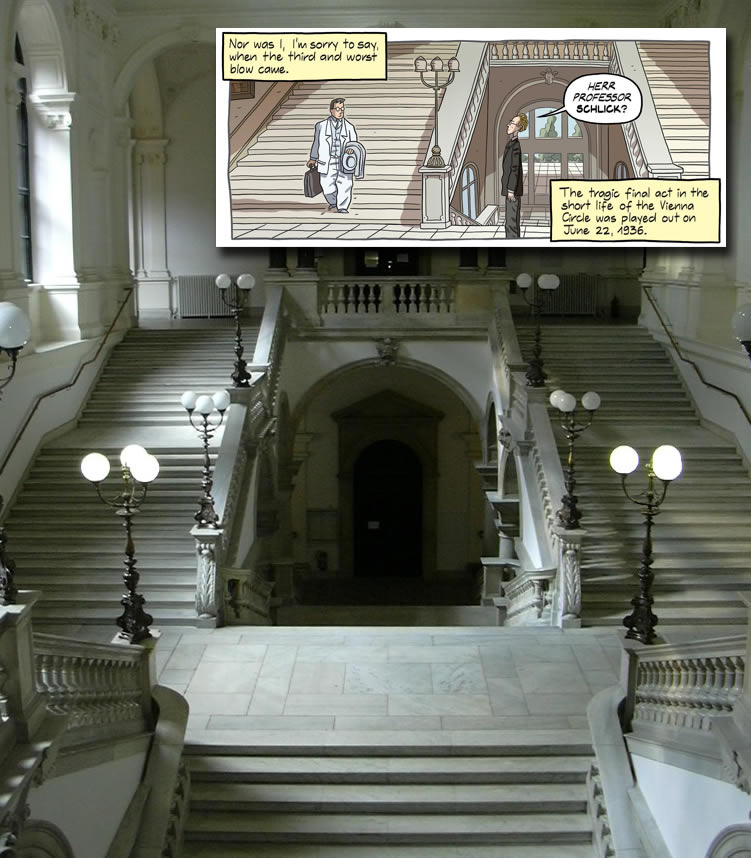 Nor was I, I'm sorry to say,
when the third and worst
blow came.
HERR
PROFESSOR
SCHLICK?
The tragic final act in the
short life of the Vienna
Circle was played out on
June 22, 1936.